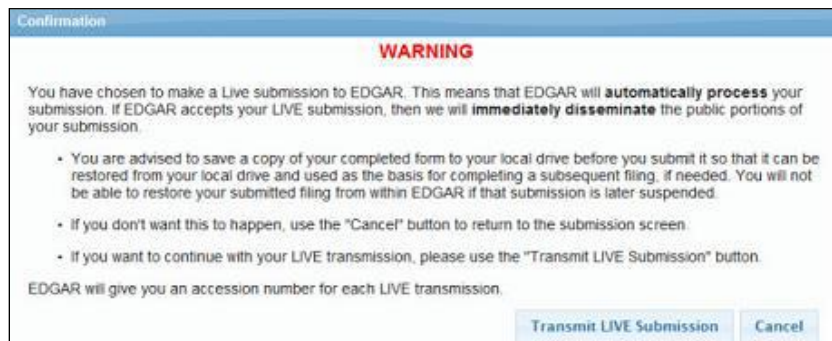 Confirmation
WARNING
You have chosen to make a Live submission to EDGAR. This means that EDGAR will automatically process your
submission. If EDGAR accepts your LIVE submission, then we will immediately disseminate the public portions of
your submission.
• You are advised to save a copy of your completed form to your local drive before you submit it so that it can be
restored from your local drive and used as the basis for completing a subsequent filing, if needed. You will not
be able to restore your submitted filing from within EDGAR if that submission is later suspended.
• If you don't want this to happen, use the "Cancel" button to return to the submission screen.
• If you want to continue with your LIVE transmission, please use the "Transmit LIVE Submission" button.
EDGAR will give you an accession number for each LIVE transmission.
Transmit LIVE Submission Cancel